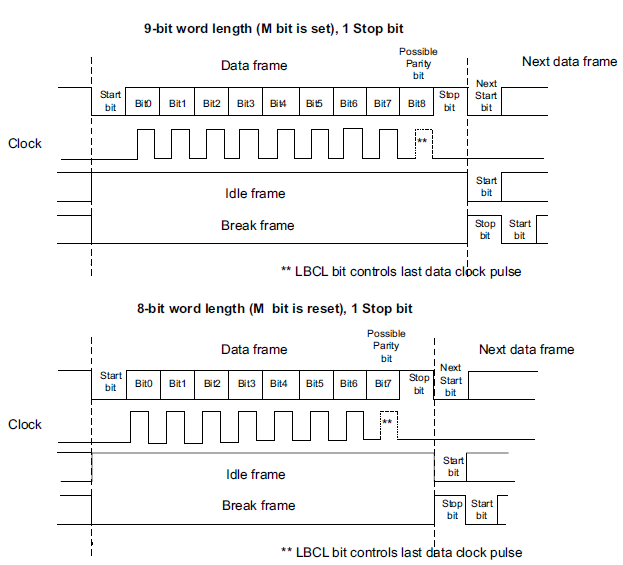 9-bit word length (M bit is set), 1 Stop bit
Possible
Parity
bit
Data frame
Next data frame
Start
bit
Bit0
Bit1
Bit2
Bit3
Bit4
Bit5
Bit6
Bit7
Bit8
Stop
bit
Next
Start
bit
Clock
**
Idle frame
Start
bit
Break frame
Stop
bit
Start
bit
** LBCL bit controls last data clock pulse
8-bit word length (M bit is reset), 1 Stop bit
Possible
Parity
bit
Data frame
Next data frame
Start
bit
Bit0
Bit1
Bit2
Bit3
Bit4
Bit5
Bit6
Bit7
Stop
bit
Next
Start
bit
Clock
**
Idle frame
Start
bit
Break frame
Stop
bit
Start
bit
** LBCL bit controls last data clock pulse